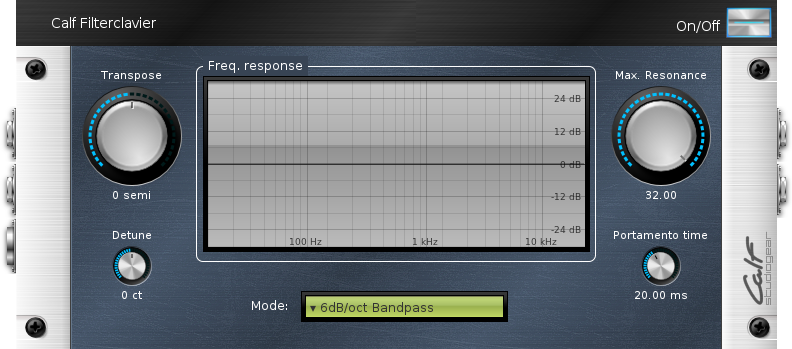 Calf Filterclavier
On/Off
Transpose
0 semi
Detune
0 ct
Freq. response
24 dB
12 dB
0 dB
-12 dB
-24 dB
100 Hz
1 kHz
10 kHz
Mode:
6dB/oct Bandpass
Max. Resonance
32.00
Portamento time
20.00 ms
Calf
studiogear